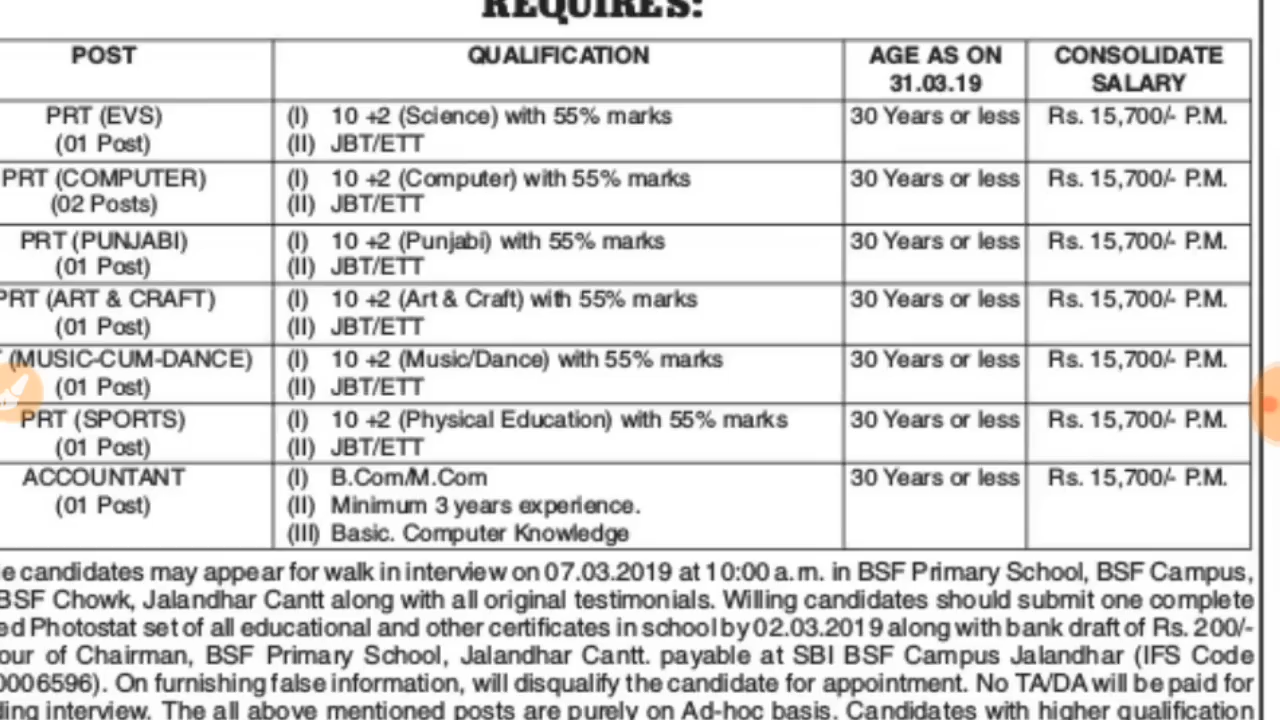 REQUIRES:
POST QUALIFICATION AGE AS ON 31.03.19 CONSOLIDATE SALARY
PRT (EVS) (I) 10 +2 (Science) with 55% marks 30 Years or less Rs. 15,700/- P.M.
(01 Post) (II) JBT/ETT
PRT (COMPUTER) (I) 10 +2 (Computer) with 55% marks 30 Years or less Rs. 15,700/- P.M.
(02 Posts) (II) JBT/ETT
PRT (PUNJABI) (I) 10 +2 (Punjabi) with 55% marks 30 Years or less Rs. 15,700/- P.M.
(01 Post) (II) JBT/ETT
PRT (ART & CRAFT) (I) 10 +2 (Art & Craft) with 55% marks 30 Years or less Rs. 15,700/- P.M.
(01 Post) (II) JBT/ETT
(MUSIC-CUM-DANCE) (I) 10 +2 (Music/Dance) with 55% marks 30 Years or less Rs. 15,700/- P.M.
(01 Post) (II) JBT/ETT
PRT (SPORTS) (I) 10 +2 (Physical Education) with 55% marks 30 Years or less Rs. 15,700/- P.M.
(01 Post) (II) JBT/ETT
ACCOUNTANT (I) B.Com/M.Com 30 Years or less Rs. 15,700/- P.M.
(01 Post) (II) Minimum 3 years experience.
(III) Basic. Computer Knowledge
e candidates may appear for walk in interview on 07.03.2019 at 10:00 a.m. in BSF Primary School, BSF Campus,
BSF Chowk, Jalandhar Cantt along with all original testimonials. Willing candidates should submit one complete
ed Photostat set of all educational and other certificates in school by 02.03.2019 along with bank draft of Rs. 200/-
our of Chairman, BSF Primary School, Jalandhar Cantt. payable at SBI BSF Campus Jalandhar (IFS Code
0006596). On furnishing false information, will disqualify the candidate for appointment. No TA/DA will be paid for
ding interview. The all above mentioned posts are purely on Ad-hoc basis. Candidates with higher qualification